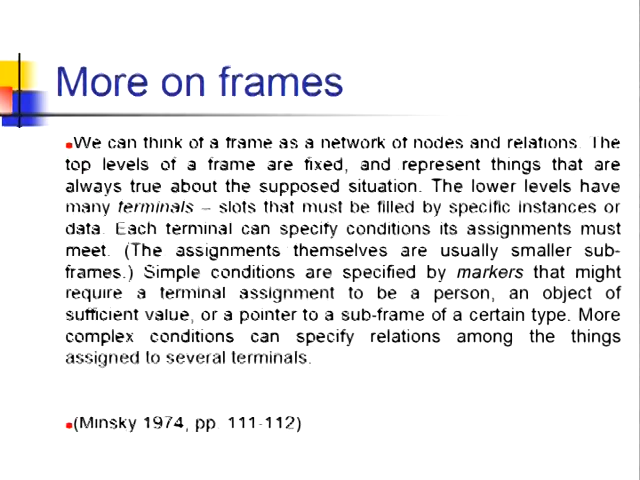 More on frames
We can think of a frame as a network of nodes and relations. The
top levels of a frame are fixed, and represent things that are
always true about the supposed situation. The lower levels have
many terminals – slots that must be filled by specific instances or
data. Each terminal can specify conditions its assignments must
meet. (The assignments themselves are usually smaller sub-
frames.) Simple conditions are specified by markers that might
require a terminal assignment to be a person, an object of
sufficient value, or a pointer to a sub-frame of a certain type. More
complex conditions can specify relations among the things
assigned to several terminals.
(Minsky 1974, pp. 111-112)